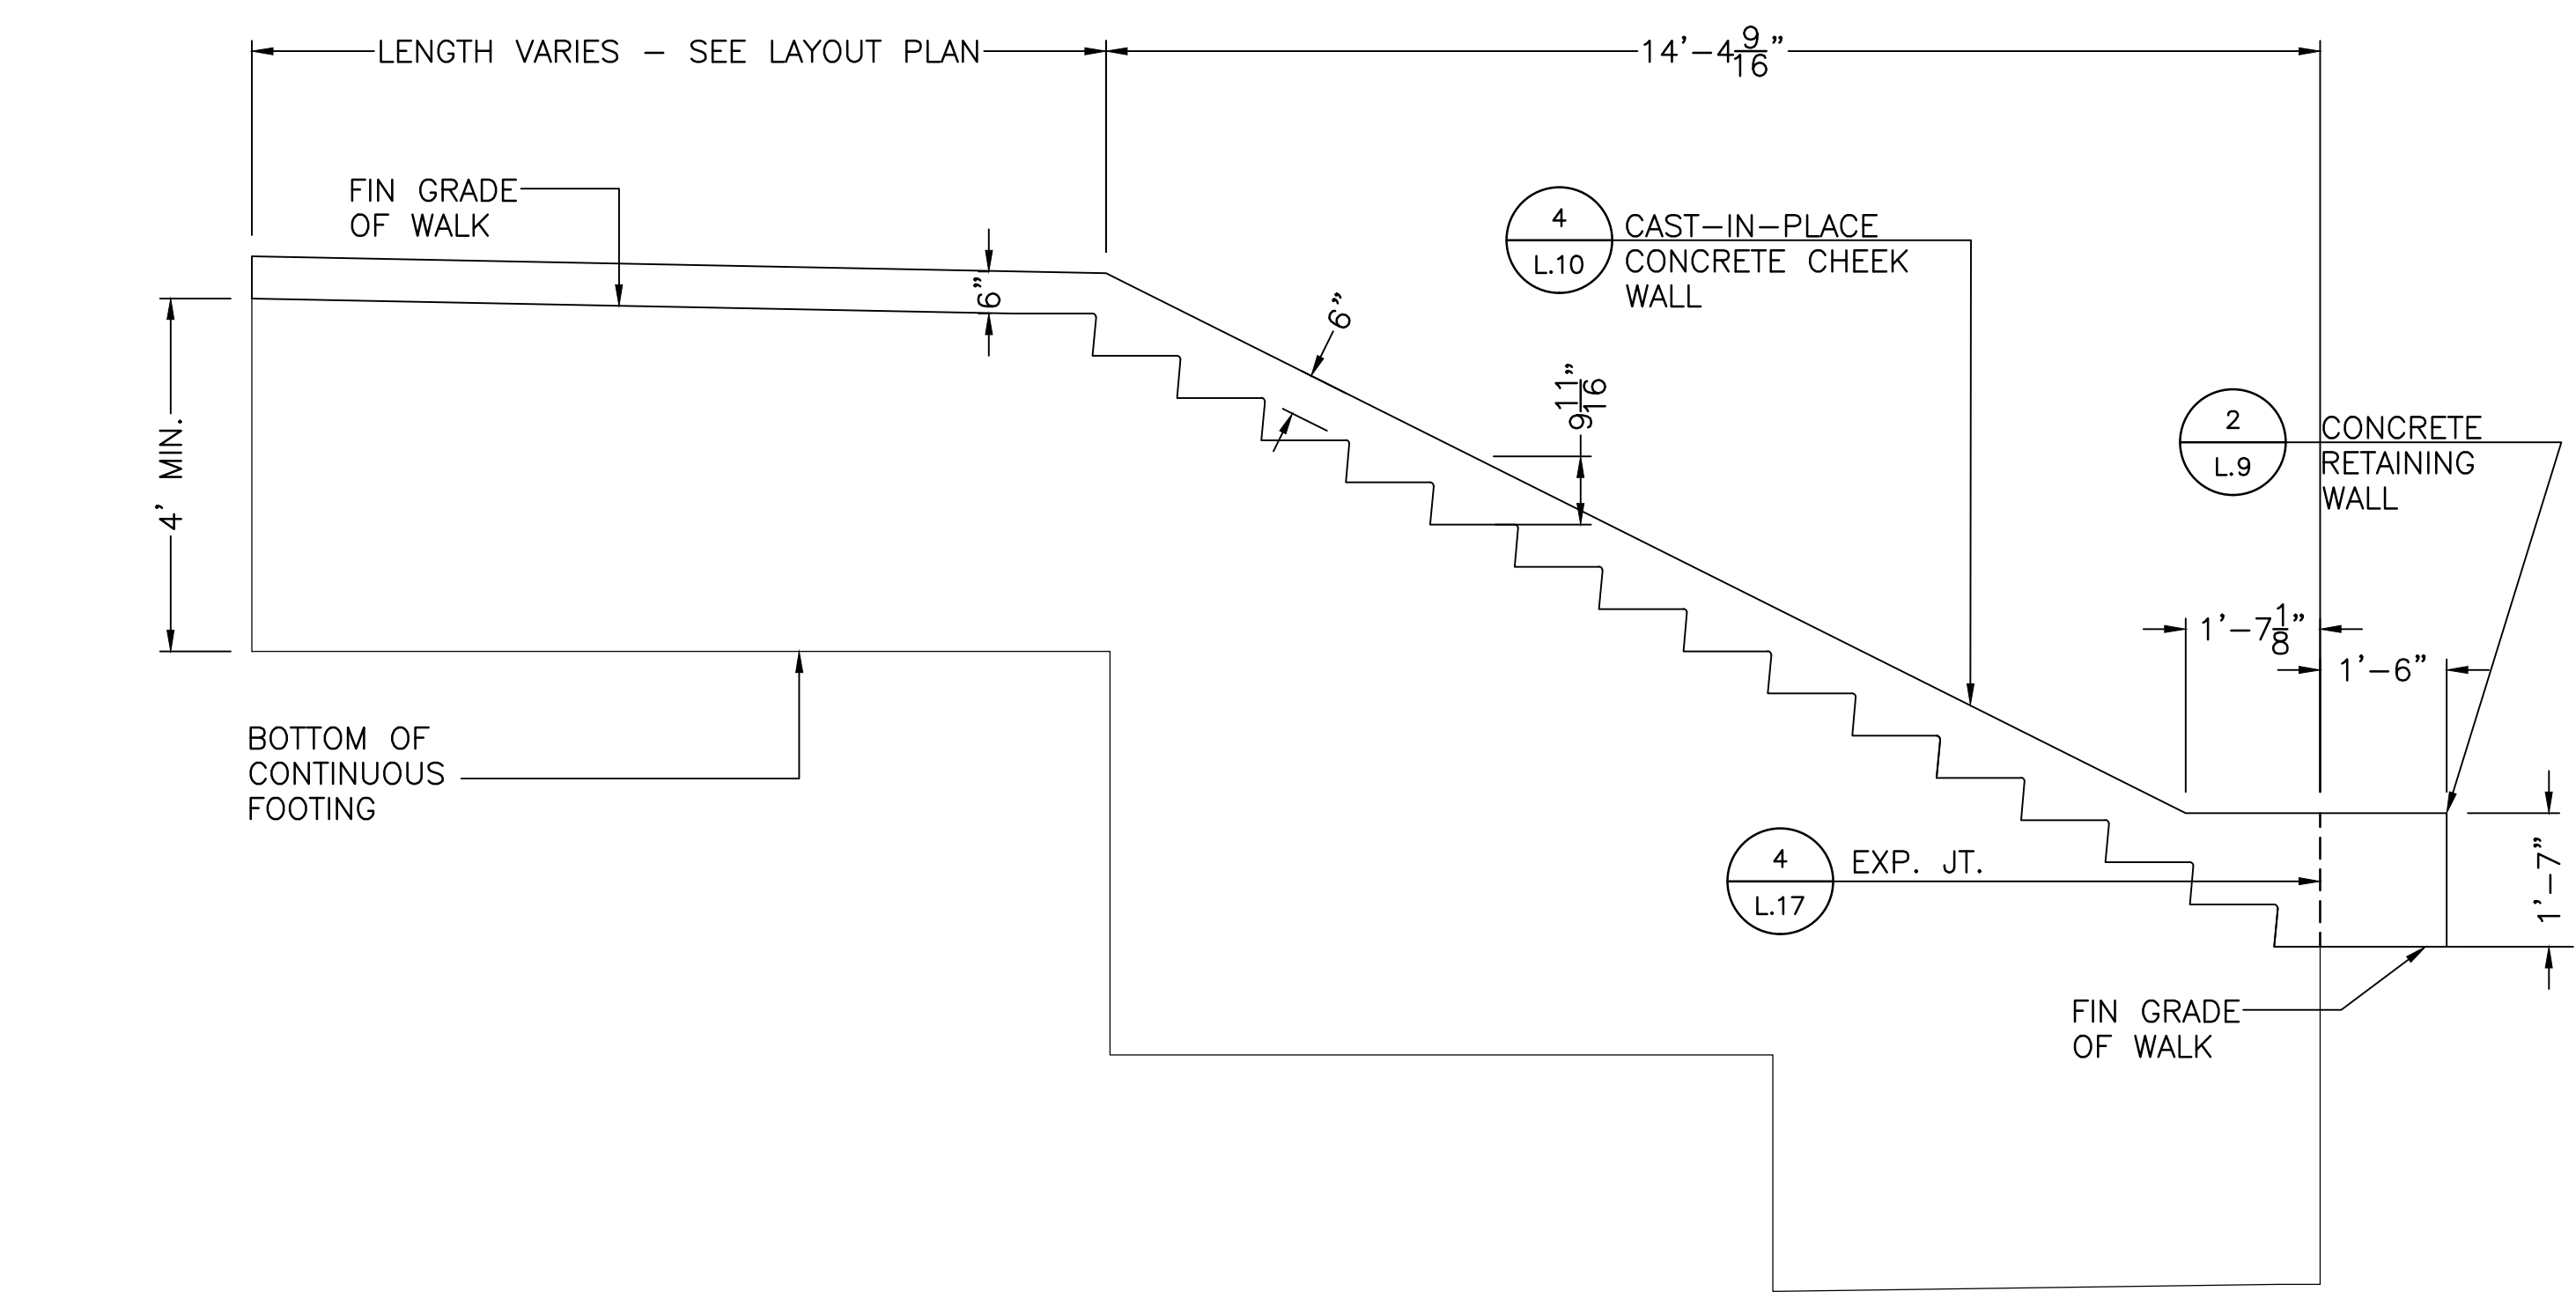 LENGTH VARIES - SEE LAYOUT PLAN
14'-4 9/16"
FIN GRADE
OF WALK
6"
6"
4
L.10
CAST-IN-PLACE
CONCRETE CHEEK
WALL
9 11/16"
2
L.9
CONCRETE
RETAINING
WALL
4' MIN.
1'-7 1/8"
1'-6"
BOTTOM OF
CONTINUOUS
FOOTING
4
L.17
EXP. JT.
1'-7"
FIN GRADE
OF WALK